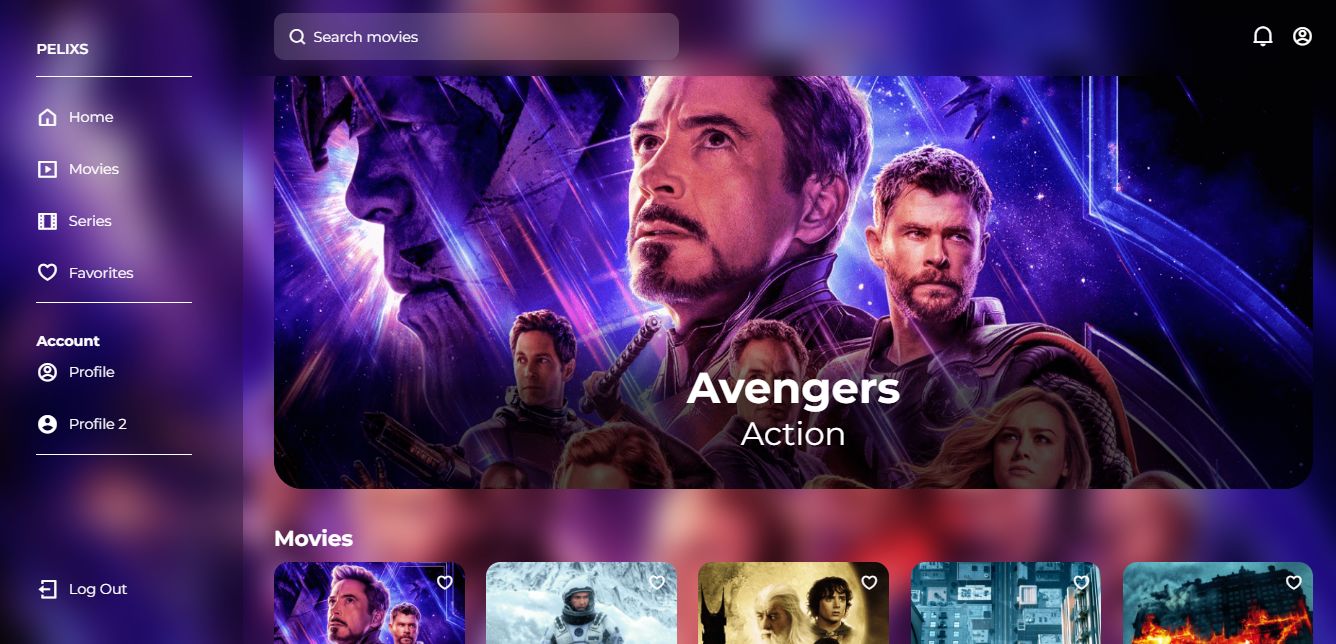 PELIXS
Search movies
Home
Movies
Series
Favorites
Account
Profile
Profile 2
Log Out
Avengers
Action
Movies